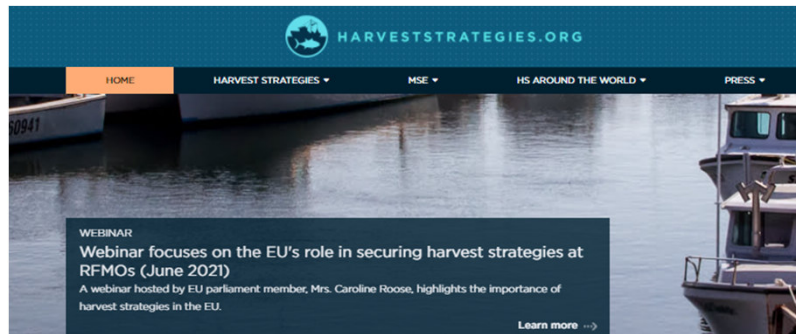 HARVESTSTRATEGIES.ORG
HOME HARVEST STRATEGIES MSE HS AROUND THE WORLD PRESS
60941
WEBINAR
Webinar focuses on the EU's role in securing harvest strategies at
RFMOs (June 2021)
A webinar hosted by EU parliament member, Mrs. Caroline Roose, highlights the importance of
harvest strategies in the EU.
Learn more